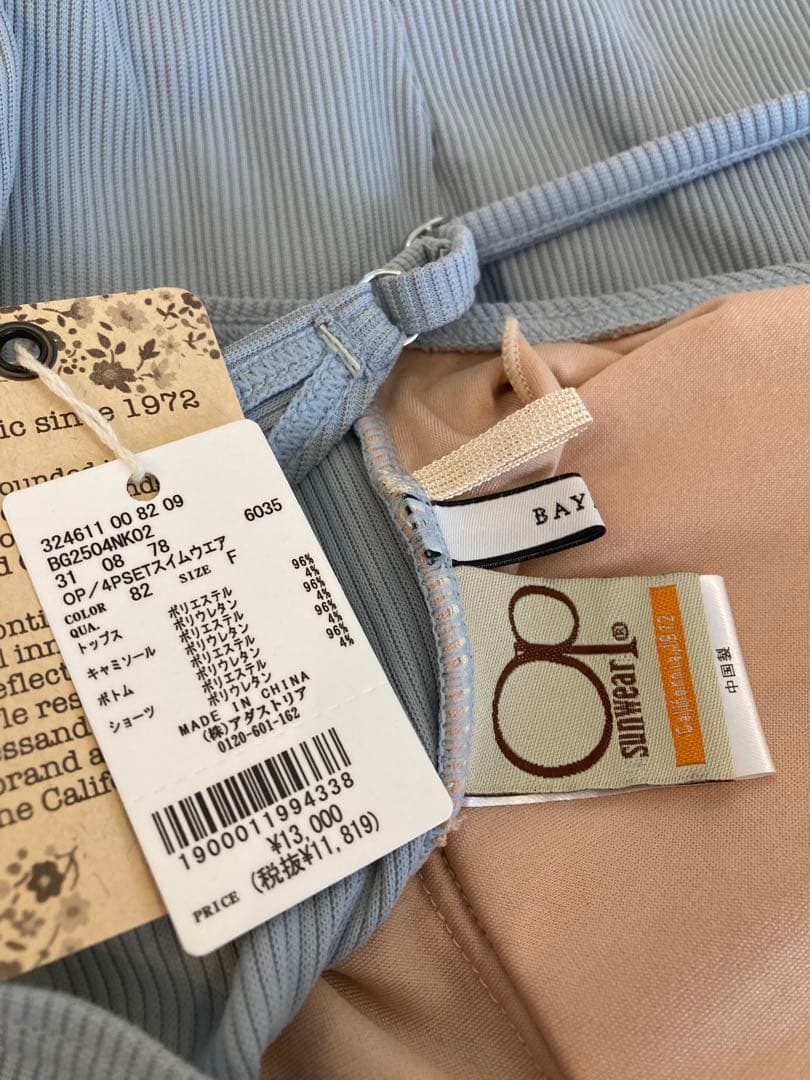 ic since 1972
324611 00 82 09
BG2504NK02 6035
31 08 78
OP/4PSETスイムウエア
COLOR 82 SIZE F
QUA.
トップス ポリエステル 96%
ポリウレタン 4%
キャミソール ポリエステル 96%
ポリウレタン 4%
ボトム ポリエステル 96%
ポリウレタン 4%
ショーツ ポリエステル 96%
ポリウレタン 4%
MADE IN CHINA
(株)アダストリア
0120-601-162
1900011994338
¥13,000
PRICE (税抜¥11,819)
BAY
op
sunwear®
California,1972
中国製